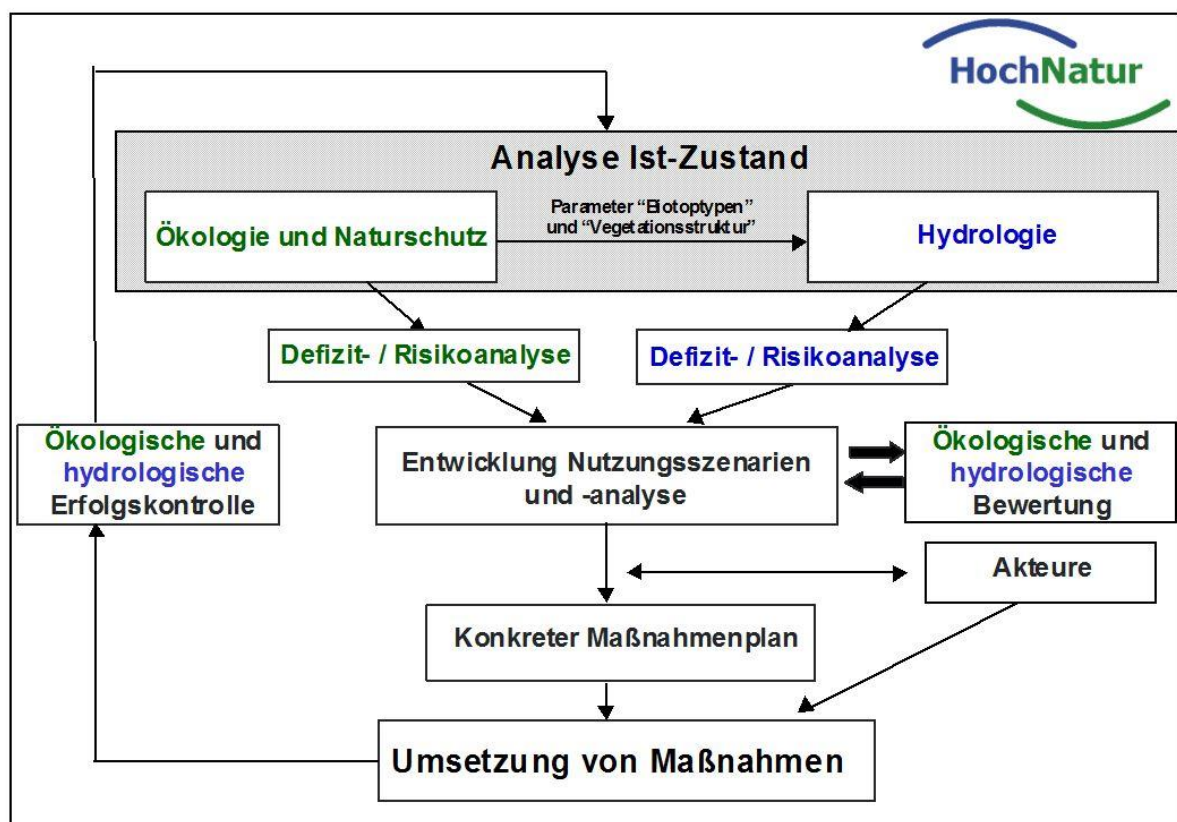 HochNatur
Analyse Ist-Zustand
Parameter “Biotoptypen”
und “Vegetationsstruktur”
Ökologie und Naturschutz
Hydrologie
Defizit- / Risikoanalyse
Defizit- / Risikoanalyse
Ökologische und
hydrologische
Erfolgskontrolle
Entwicklung Nutzungsszenarien
und -analyse
Ökologische und
hydrologische
Bewertung
Akteure
Konkreter Maßnahmenplan
Umsetzung von Maßnahmen